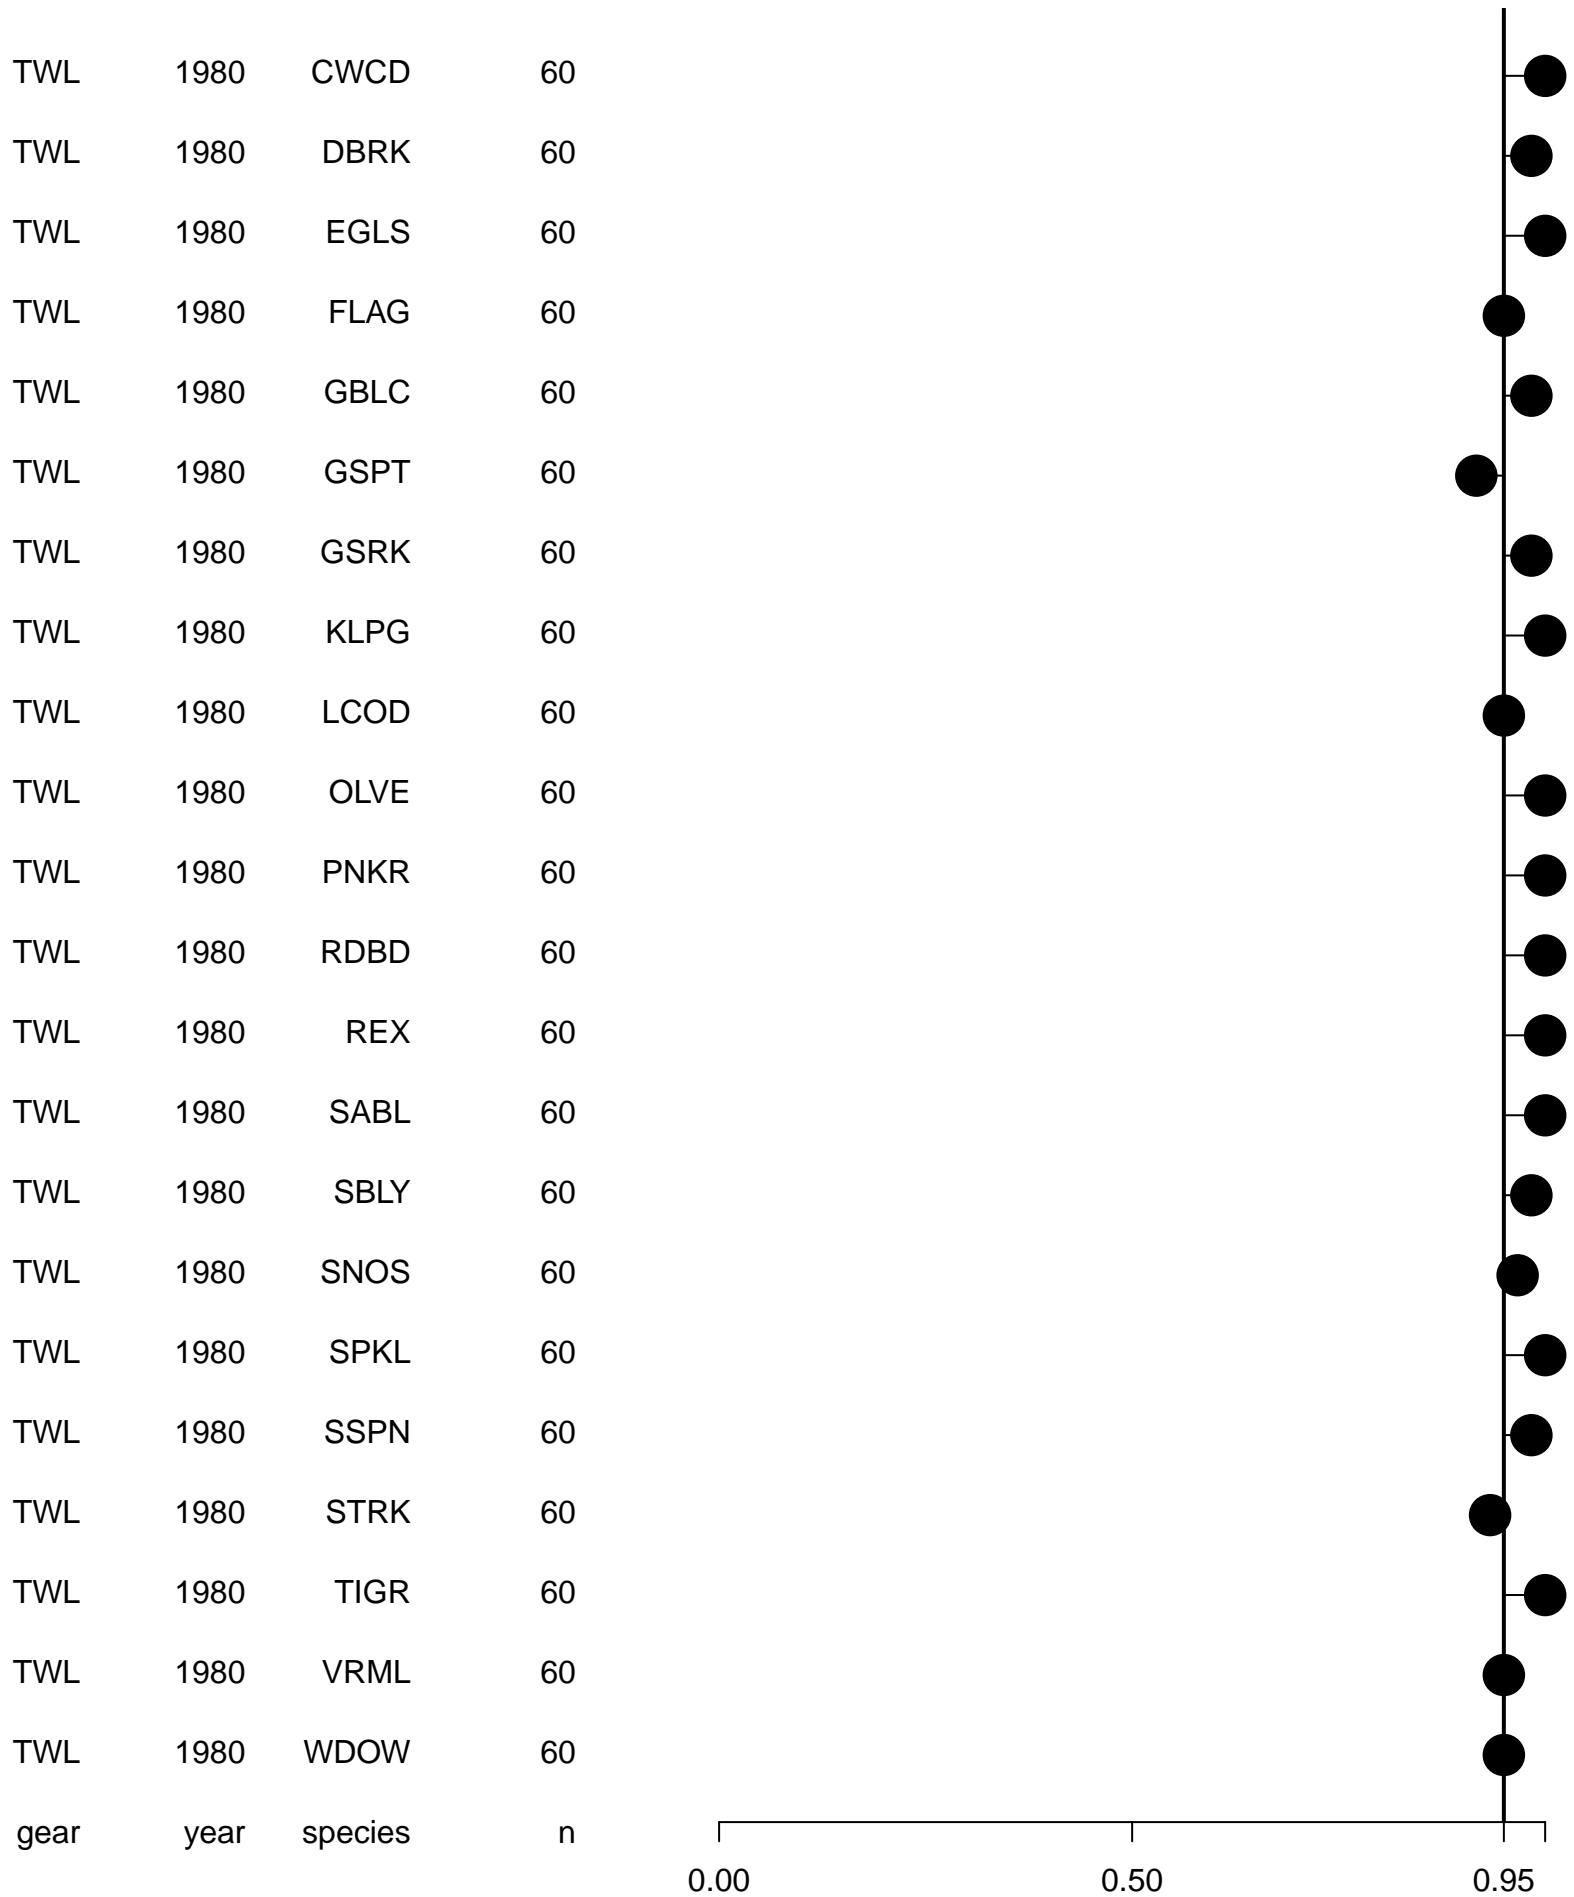 TWL 1980 CWCD 60
TWL 1980 DBRK 60
TWL 1980 EGLS 60
TWL 1980 FLAG 60
TWL 1980 GBLC 60
TWL 1980 GSPT 60
TWL 1980 GSRK 60
TWL 1980 KLPG 60
TWL 1980 LCOD 60
TWL 1980 OLVE 60
TWL 1980 PNKR 60
TWL 1980 RDBD 60
TWL 1980 REX 60
TWL 1980 SABL 60
TWL 1980 SBLY 60
TWL 1980 SNOS 60
TWL 1980 SPKL 60
TWL 1980 SSPN 60
TWL 1980 STRK 60
TWL 1980 TIGR 60
TWL 1980 VRML 60
TWL 1980 WDOW 60
gear year species n
0.00 0.50 0.95